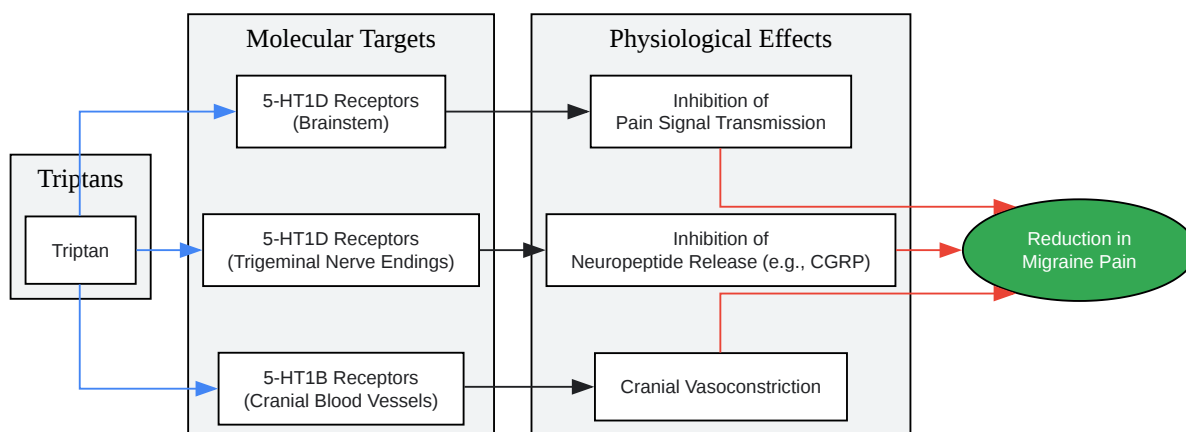 Molecular Targets
Physiological Effects
5-HT1D Receptors
(Brainstem)
Inhibition of
Pain Signal Transmission
Triptans
Triptan
5-HT1D Receptors
(Trigeminal Nerve Endings)
Inhibition of
Neuropeptide Release (e.g., CGRP)
Reduction in
Migraine Pain
5-HT1B Receptors
(Cranial Blood Vessels)
Cranial Vasoconstriction